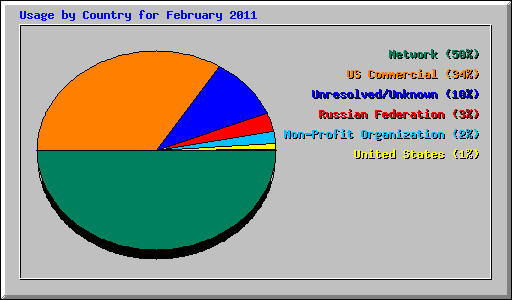 Usage by Country for February 2011
Network (50%)
US Commercial (34%)
Unresolved/Unknown (10%)
Russian Federation (3%)
Non-Profit Organization (2%)
United States (1%)